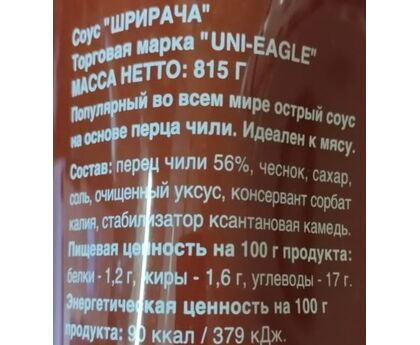 Соус "ШРИРАЧА"
Торговая марка "UNI-EAGLE"
МАССА НЕТТО: 815 Г
Популярный во всем мире острый соус
на основе перца чили. Идеален к мясу.
Состав: перец чили 56%, чеснок, сахар,
соль, очищенный уксус, консервант сорбат
калия, стабилизатор ксантановая камедь.
Пищевая ценность на 100 г продукта:
белки - 1,2 г, жиры - 1,6 г, углеводы - 17 г.
Энергетическая ценность на 100 г
продукта: 90 ккал / 379 кДж.